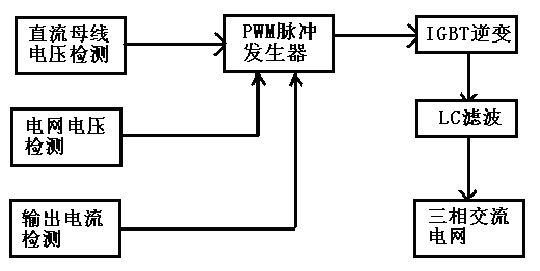 直流母线
电压检测
PWM脉冲
发生器
IGBT逆变
电网电压
检测
LC滤波
输出电流
检测
三相交流
电网